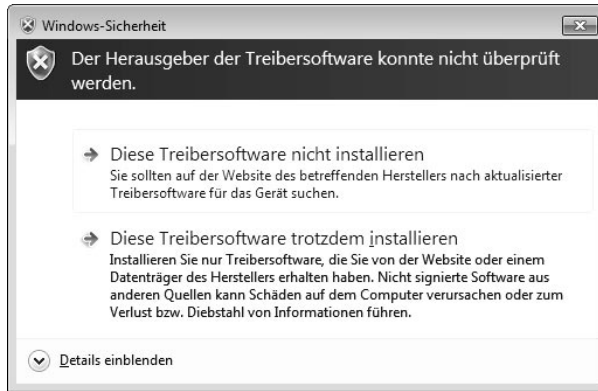 Windows-Sicherheit
Der Herausgeber der Treibersoftware konnte nicht überprüft
werden.
Diese Treibersoftware nicht installieren
Sie sollten auf der Website des betreffenden Herstellers nach aktualisierter
Treibersoftware für das Gerät suchen.
Diese Treibersoftware trotzdem installieren
Installieren Sie nur Treibersoftware, die Sie von der Website oder einem
Datenträger des Herstellers erhalten haben. Nicht signierte Software aus
anderen Quellen kann Schäden auf dem Computer verursachen oder zum
Verlust bzw. Diebstahl von Informationen führen.
Details einblenden